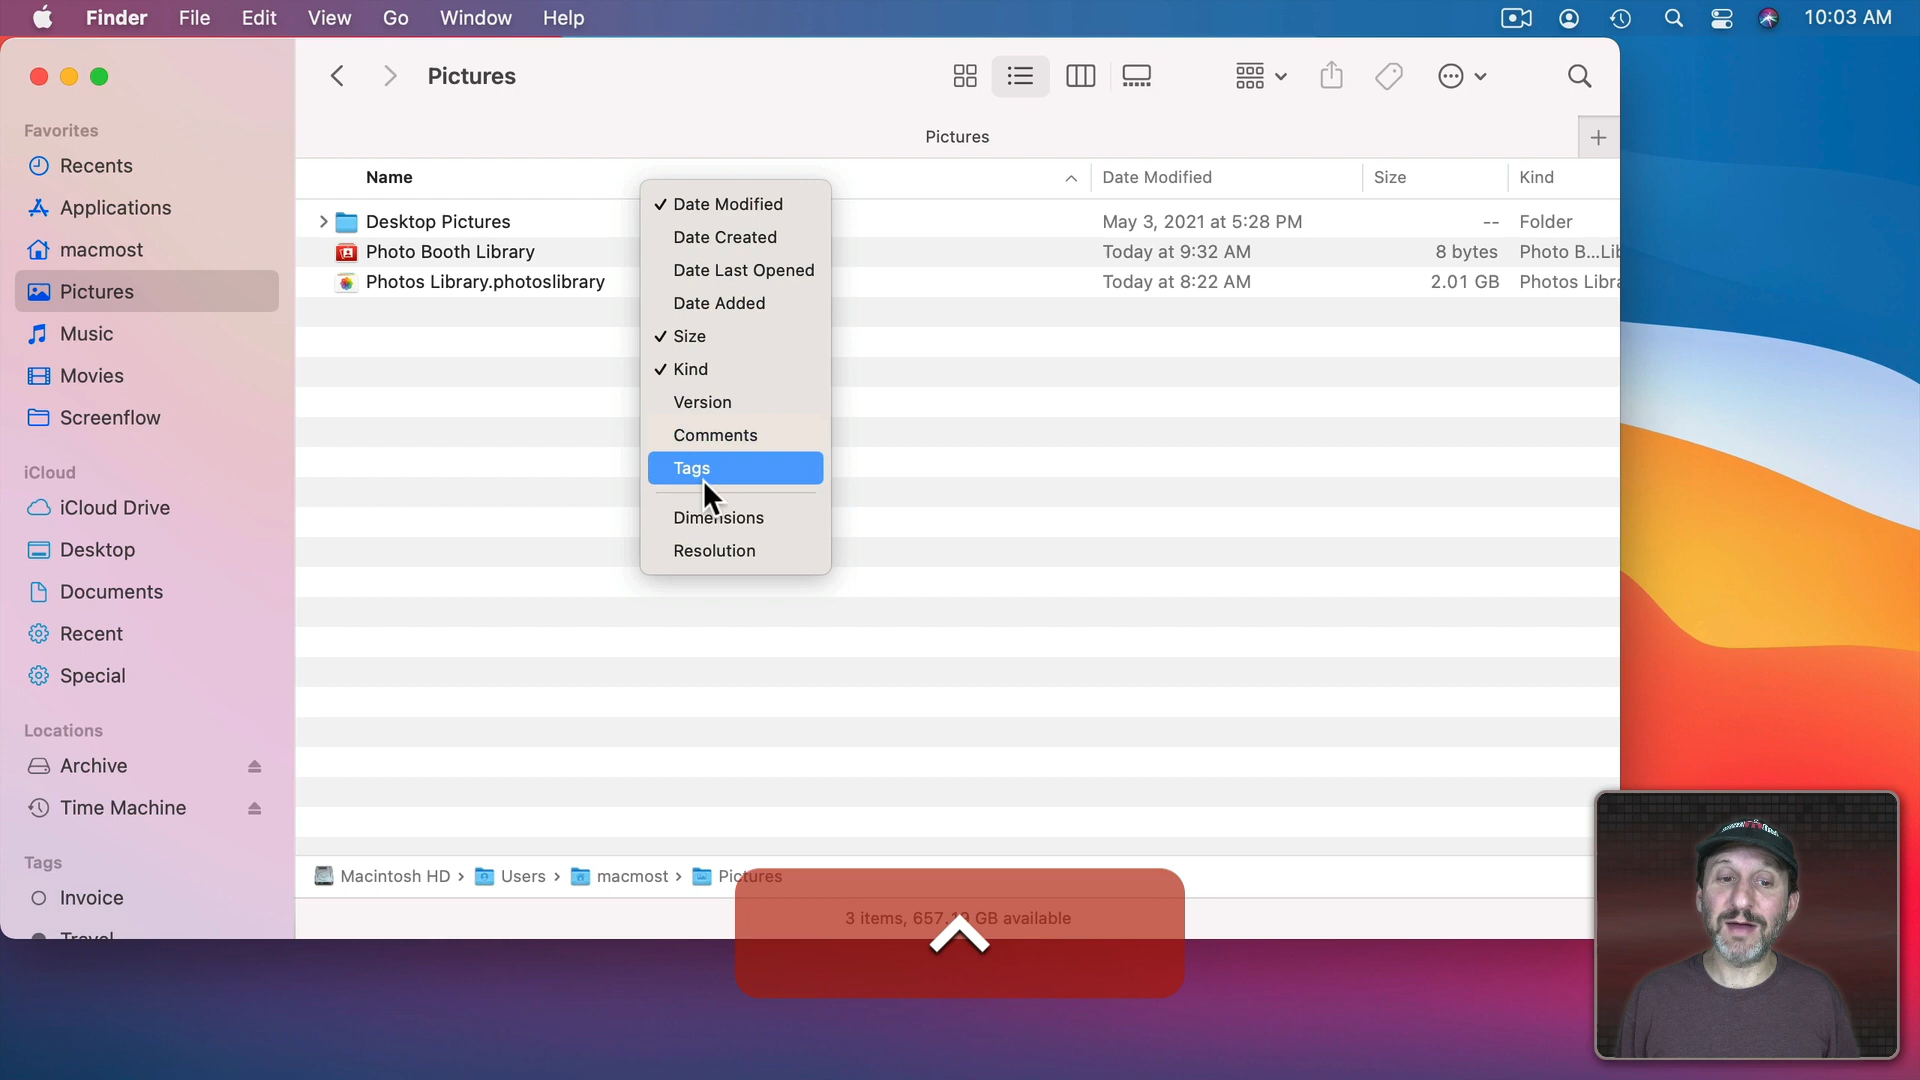 Finder File Edit View Go Window Help 10:03 AM
Pictures
Pictures
Favorites
Recents
Applications
macmost
Pictures
Music
Movies
Screenflow
iCloud
iCloud Drive
Desktop
Documents
Recent
Special
Locations
Archive
Time Machine
Tags
Invoice
Travel
Name Date Modified Size Kind
Desktop Pictures May 3, 2021 at 5:28 PM -- Folder
Photo Booth Library Today at 9:32 AM 8 bytes Photo B...Lib
Photos Library.photoslibrary Today at 8:22 AM 2.01 GB Photos Libra
✓ Date Modified
Date Created
Date Last Opened
Date Added
✓ Size
✓ Kind
Version
Comments
Tags
Dimensions
Resolution
Macintosh HD › Users › macmost › Pictures
3 items, 657.19 GB available